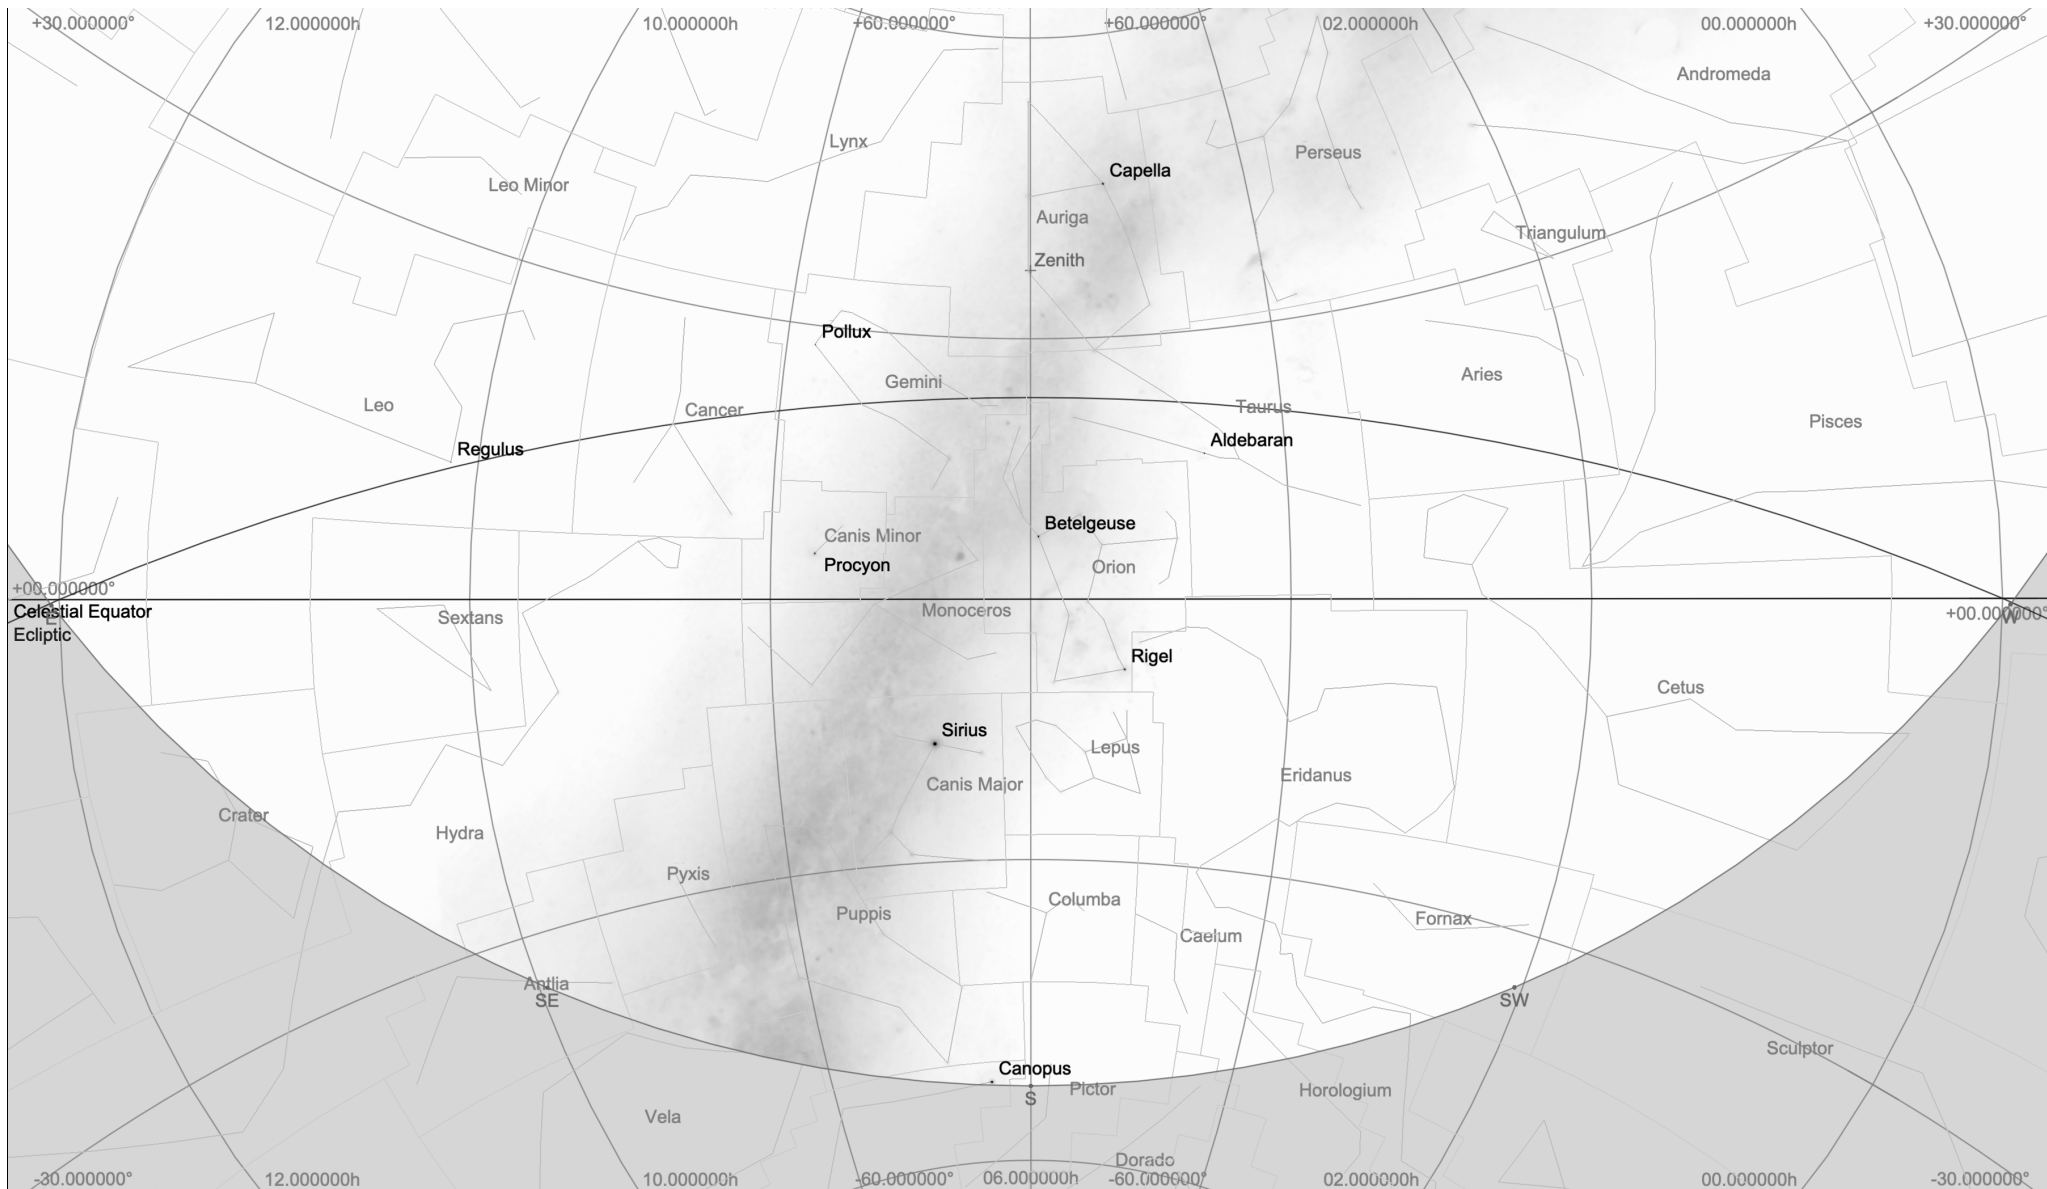 +30.000000° 12.000000h 10.000000h +60.000000° +60.000000° 02.000000h 00.000000h +30.000000°
Andromeda
Lynx
Perseus
Capella
Leo Minor
Auriga
Triangulum
Zenith
Pollux
Aries
Gemini
Leo
Cancer
Taurus
Pisces
Aldebaran
Regulus
Betelgeuse
Canis Minor
Procyon
Orion
+00.000000°
Celestial Equator
E
Sextans
Monoceros
+00.000000°
W
Ecliptic
Rigel
Cetus
Sirius
Lepus
Eridanus
Canis Major
Crater
Hydra
Pyxis
Columba
Puppis
Fornax
Caelum
Antlia
SE
SW
Sculptor
Canopus
Pictor
Horologium
S
Vela
Dorado
-30.000000° 12.000000h 10.000000h -60.000000° 06.000000h -60.000000° 02.000000h 00.000000h -30.000000°